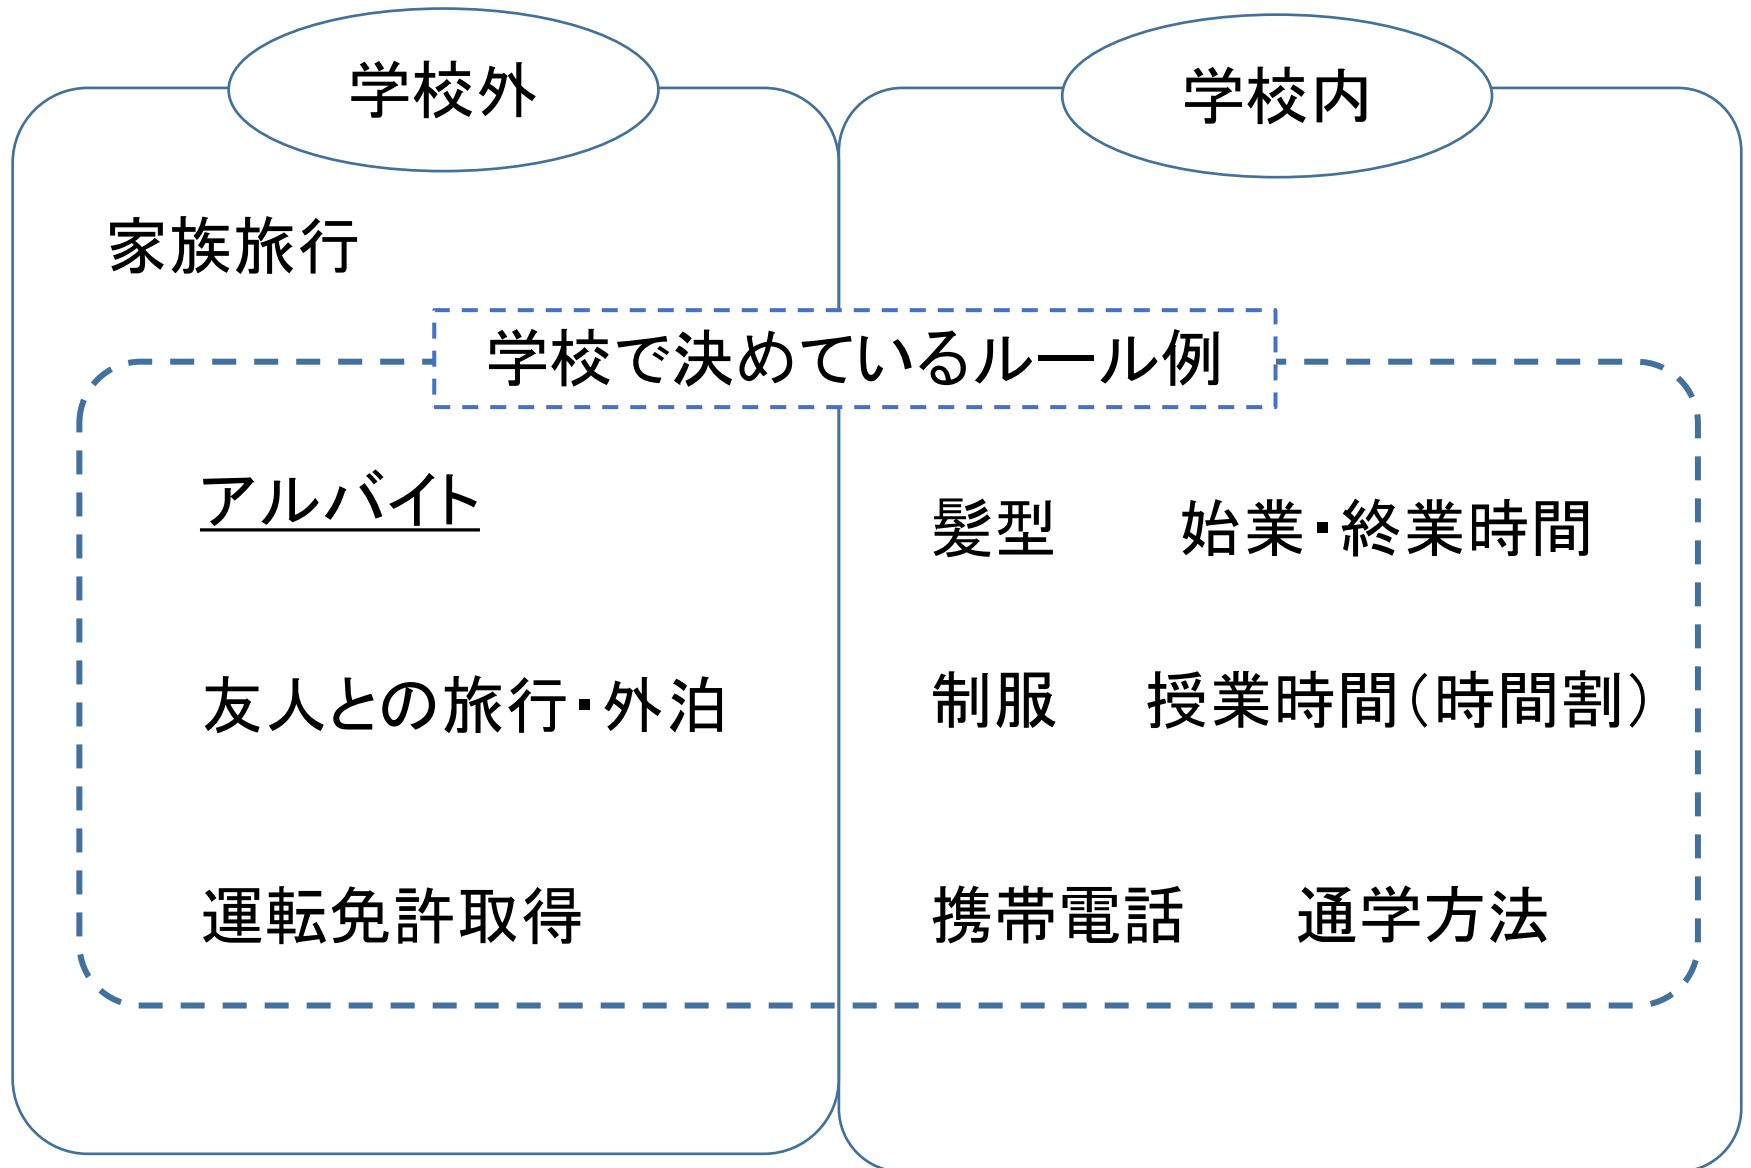 学校外
学校内
家族旅行
学校で決めているルール例
アルバイト
友人との旅行・外泊
運転免許取得
髪型 始業・終業時間
制服 授業時間（時間割）
携帯電話 通学方法